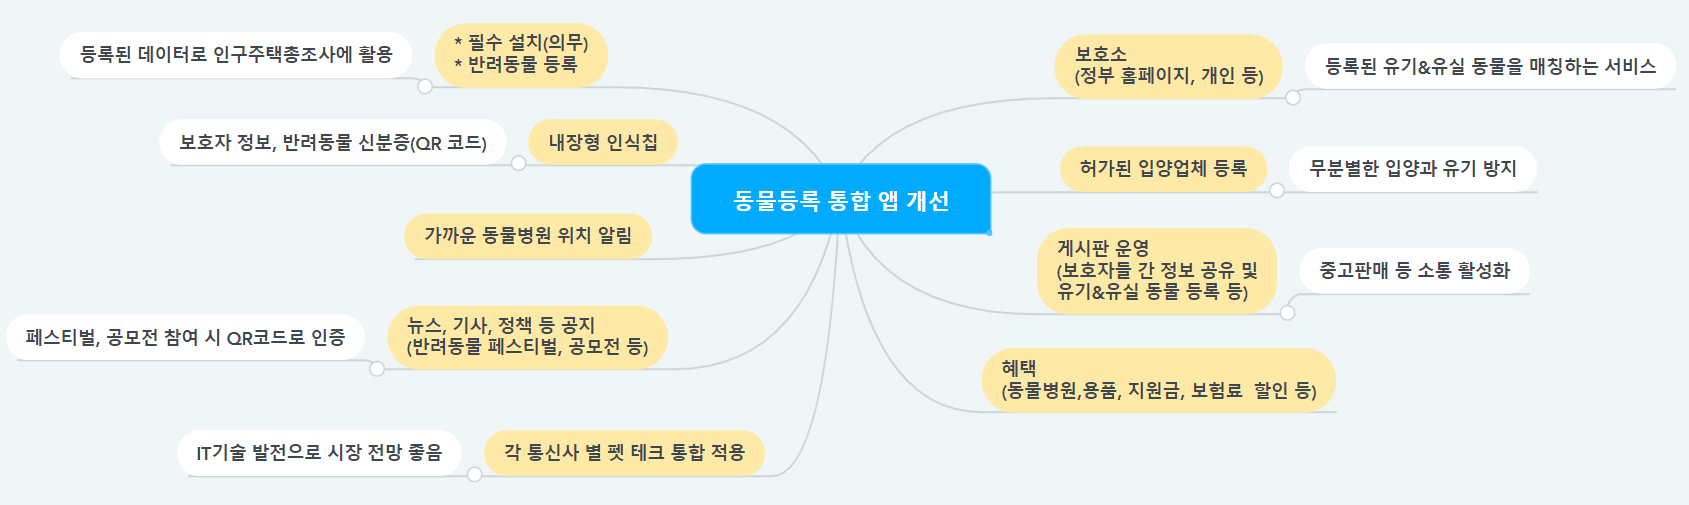 동물등록 통합 앱 개선
* 필수 설치(의무)
* 반려동물 등록
등록된 데이터로 인구주택총조사에 활용
내장형 인식칩
보호자 정보, 반려동물 신분증(QR 코드)
가까운 동물병원 위치 알림
뉴스, 기사, 정책 등 공지
(반려동물 페스티벌, 공모전 등)
페스티벌, 공모전 참여 시 QR코드로 인증
각 통신사 별 펫 테크 통합 적용
IT기술 발전으로 시장 전망 좋음
보호소
(정부 홈페이지, 개인 등)
등록된 유기&유실 동물을 매칭하는 서비스
허가된 입양업체 등록
무분별한 입양과 유기 방지
게시판 운영
(보호자들 간 정보 공유 및
유기&유실 동물 등록 등)
중고판매 등 소통 활성화
혜택
(동물병원,용품, 지원금, 보험료  할인 등)